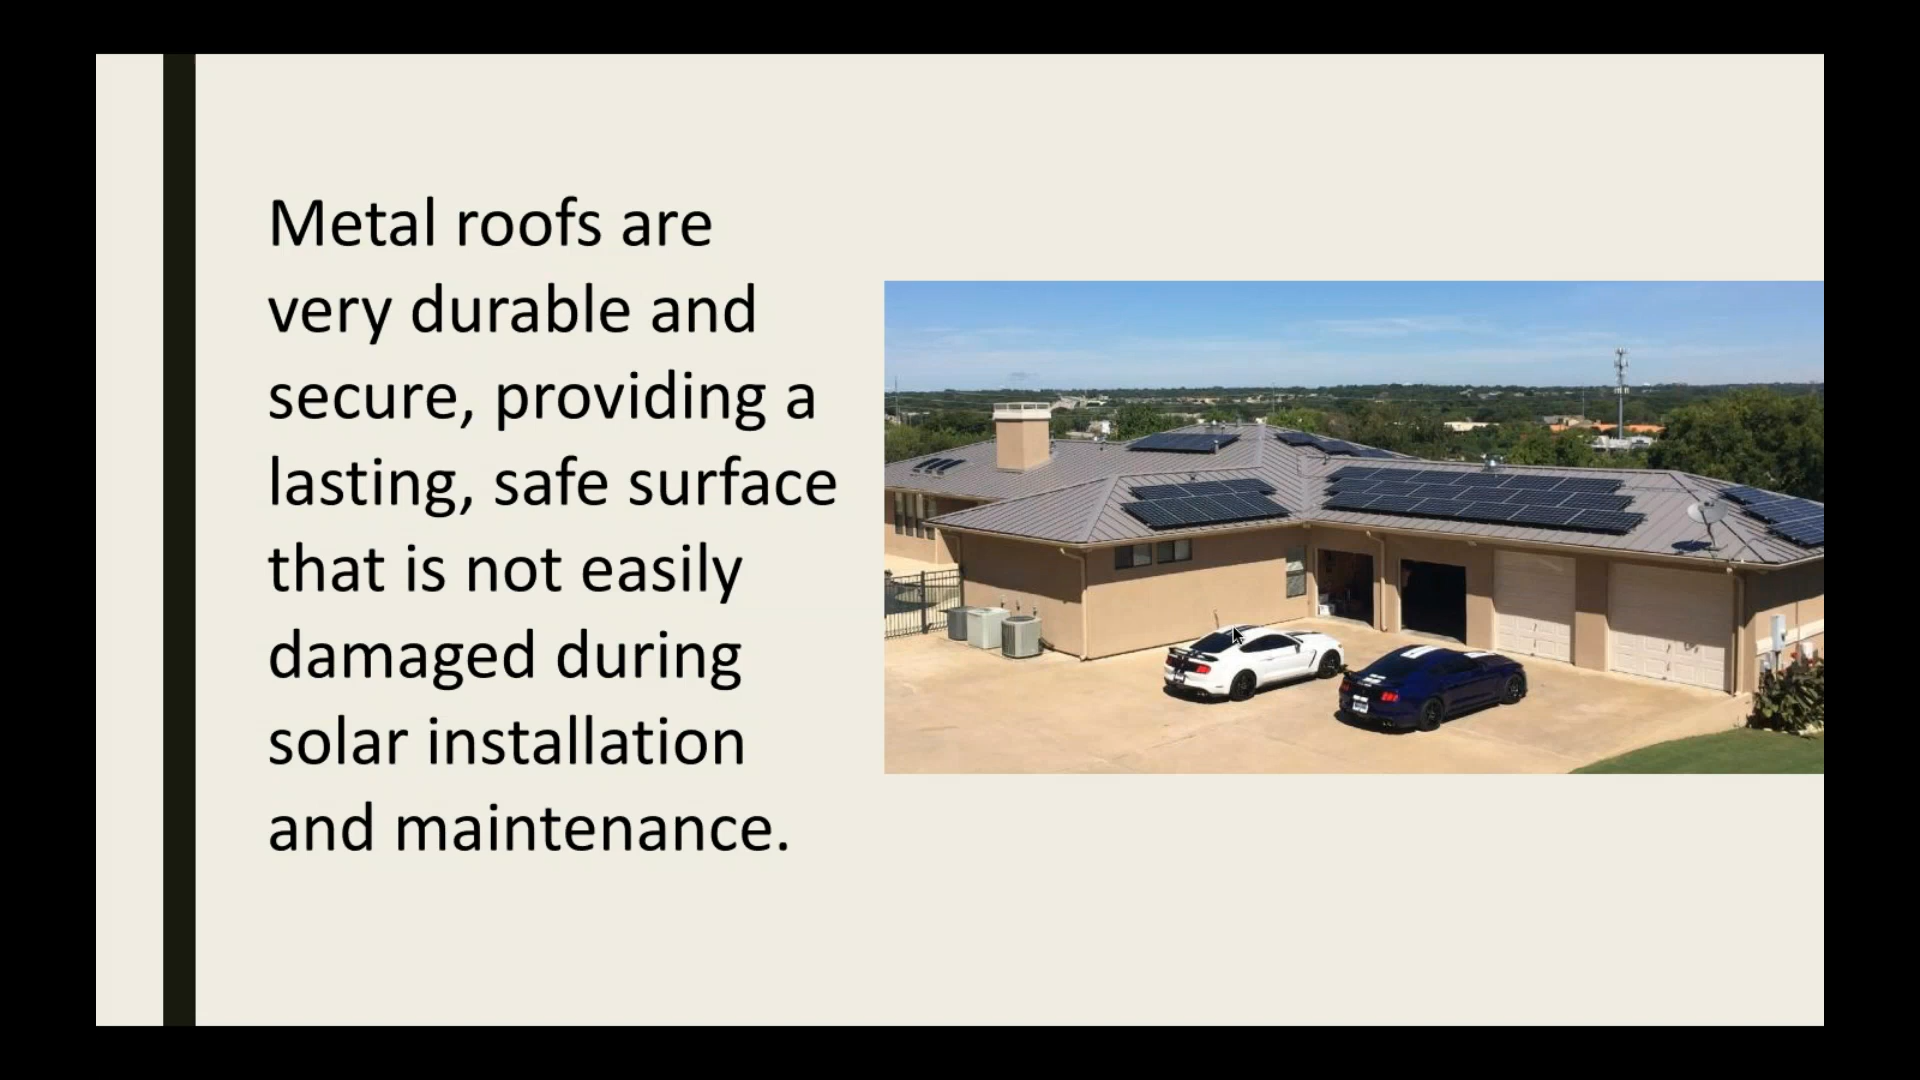 Metal roofs are
very durable and
secure, providing a
lasting, safe surface
that is not easily
damaged during
solar installation
and maintenance.